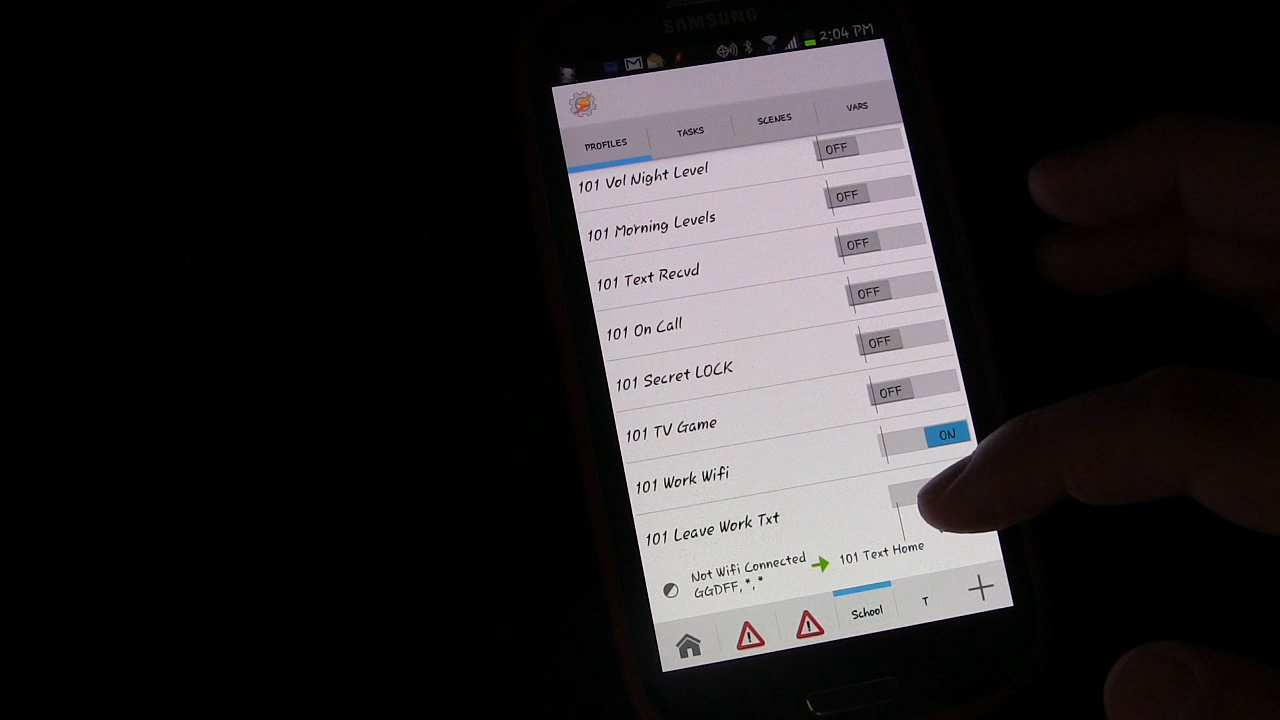 SAMSUNG
2:04 PM
PROFILES
TASKS
SCENES
VARS
OFF
101 Vol Night Level
OFF
101 Morning Levels
OFF
101 Text Recvd
OFF
101 On Call
OFF
101 Secret LOCK
OFF
101 TV Game
ON
101 Work Wifi
101 Leave Work Txt
Not Wifi Connected
GGDFF,*,*
101 Text Home
School
T